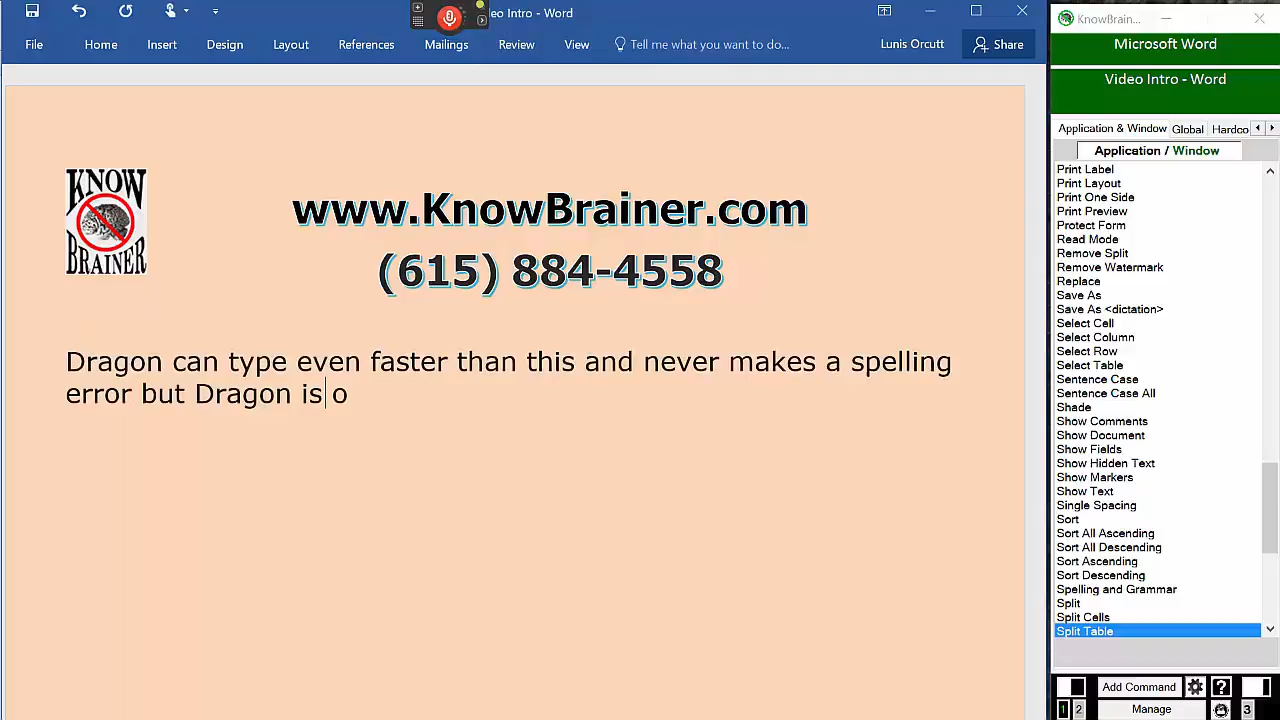 eo Intro - Word
File Home Insert Design Layout References Mailings Review View Tell me what you want to do... Lunis Orcutt Share
KNOW
BRAINER
www.KnowBrainer.com
(615) 884-4558
Dragon can type even faster than this and never makes a spelling
error but Dragon is o
KnowBrain...
Microsoft Word
Video Intro - Word
Application & Window Global Hardco
Application / Window
Print Label
Print Layout
Print One Side
Print Preview
Protect Form
Read Mode
Remove Split
Remove Watermark
Replace
Save As
Save As <dictation>
Select Cell
Select Column
Select Row
Select Table
Sentence Case
Sentence Case All
Shade
Show Comments
Show Document
Show Fields
Show Hidden Text
Show Markers
Show Text
Single Spacing
Sort
Sort All Ascending
Sort All Descending
Sort Ascending
Sort Descending
Spelling and Grammar
Split
Split Cells
Split Table
Add Command ?
1 2 Manage 3